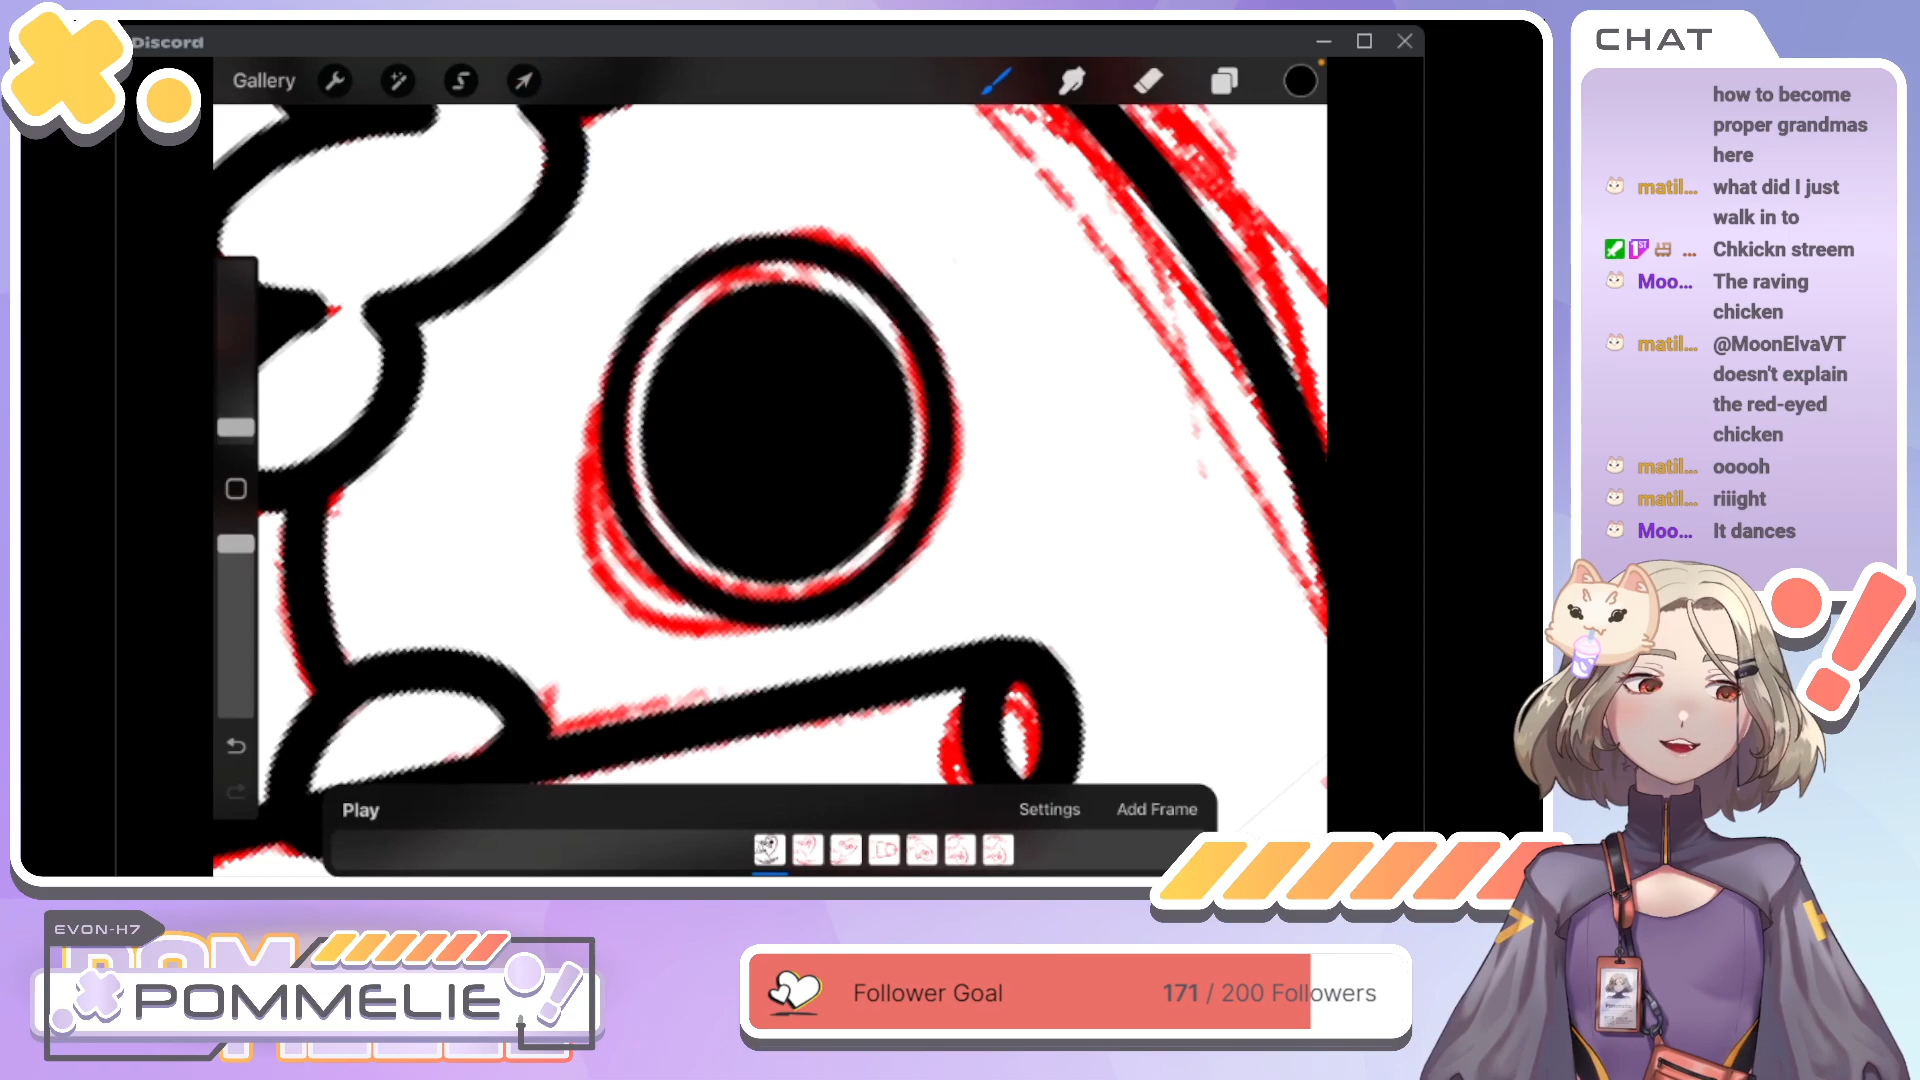 Discord
Gallery
Play
Settings
Add Frame
CHAT
how to become
proper grandmas
here
matil... what did I just
walk in to
1ST ... Chkickn streem
Moo... The raving
chicken
matil... @MoonElvaVT
doesn't explain
the red-eyed
chicken
matil... ooooh
matil... riiight
Moo... It dances
EVON-H7
POMMELIE
Follower Goal
171 / 200 Followers